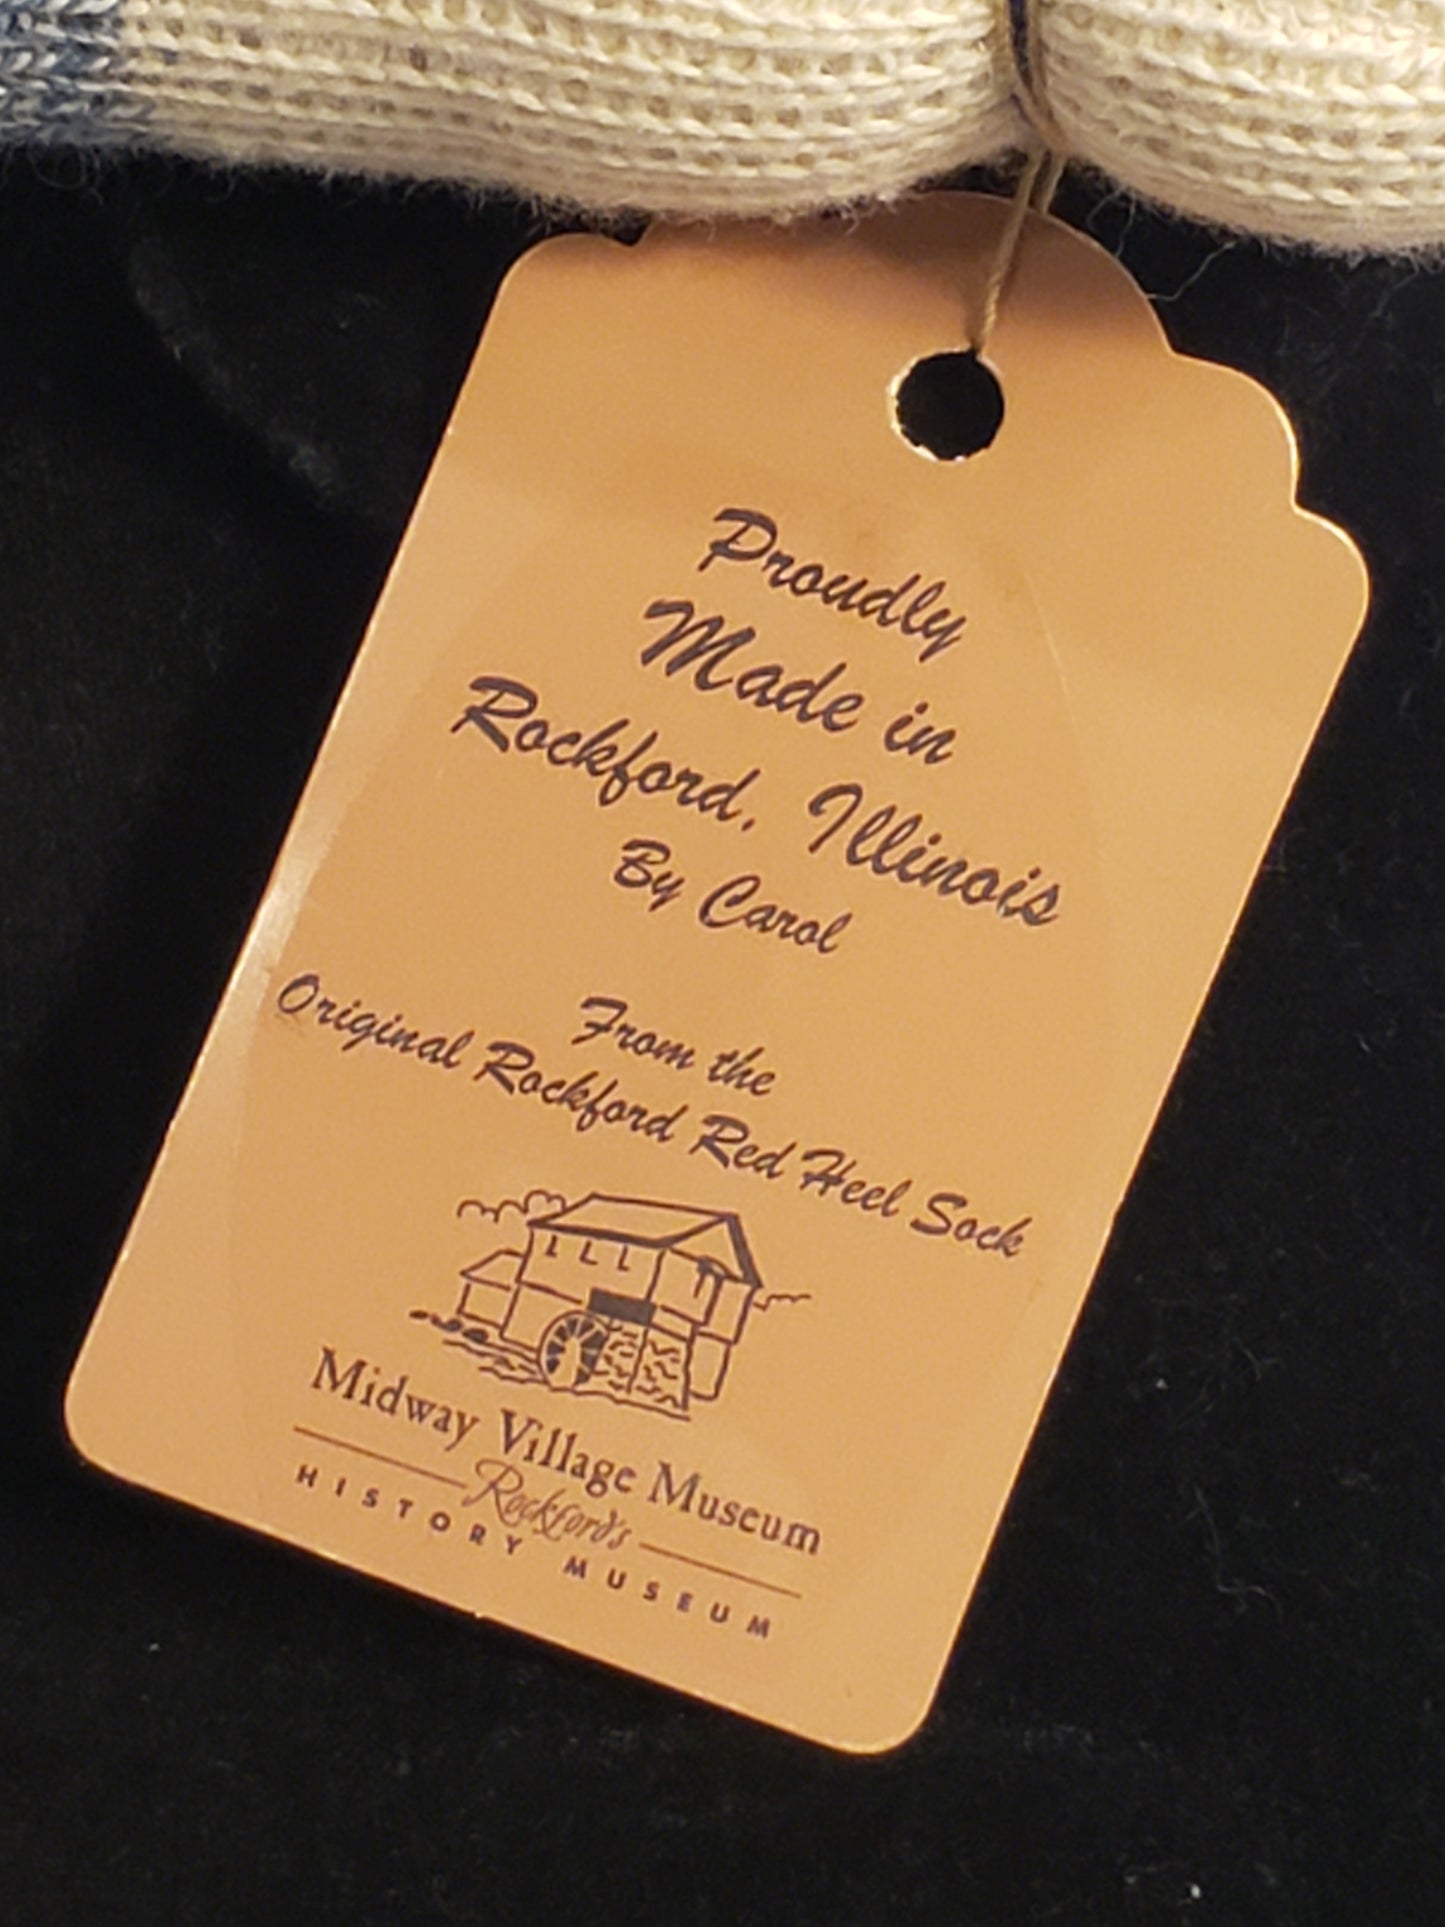 Proudly
Made in
Rockford, Illinois
By Carol
From the
Original Rockford Red Heel Sock
Midway Village Museum
Rockford's
HISTORY MUSEUM